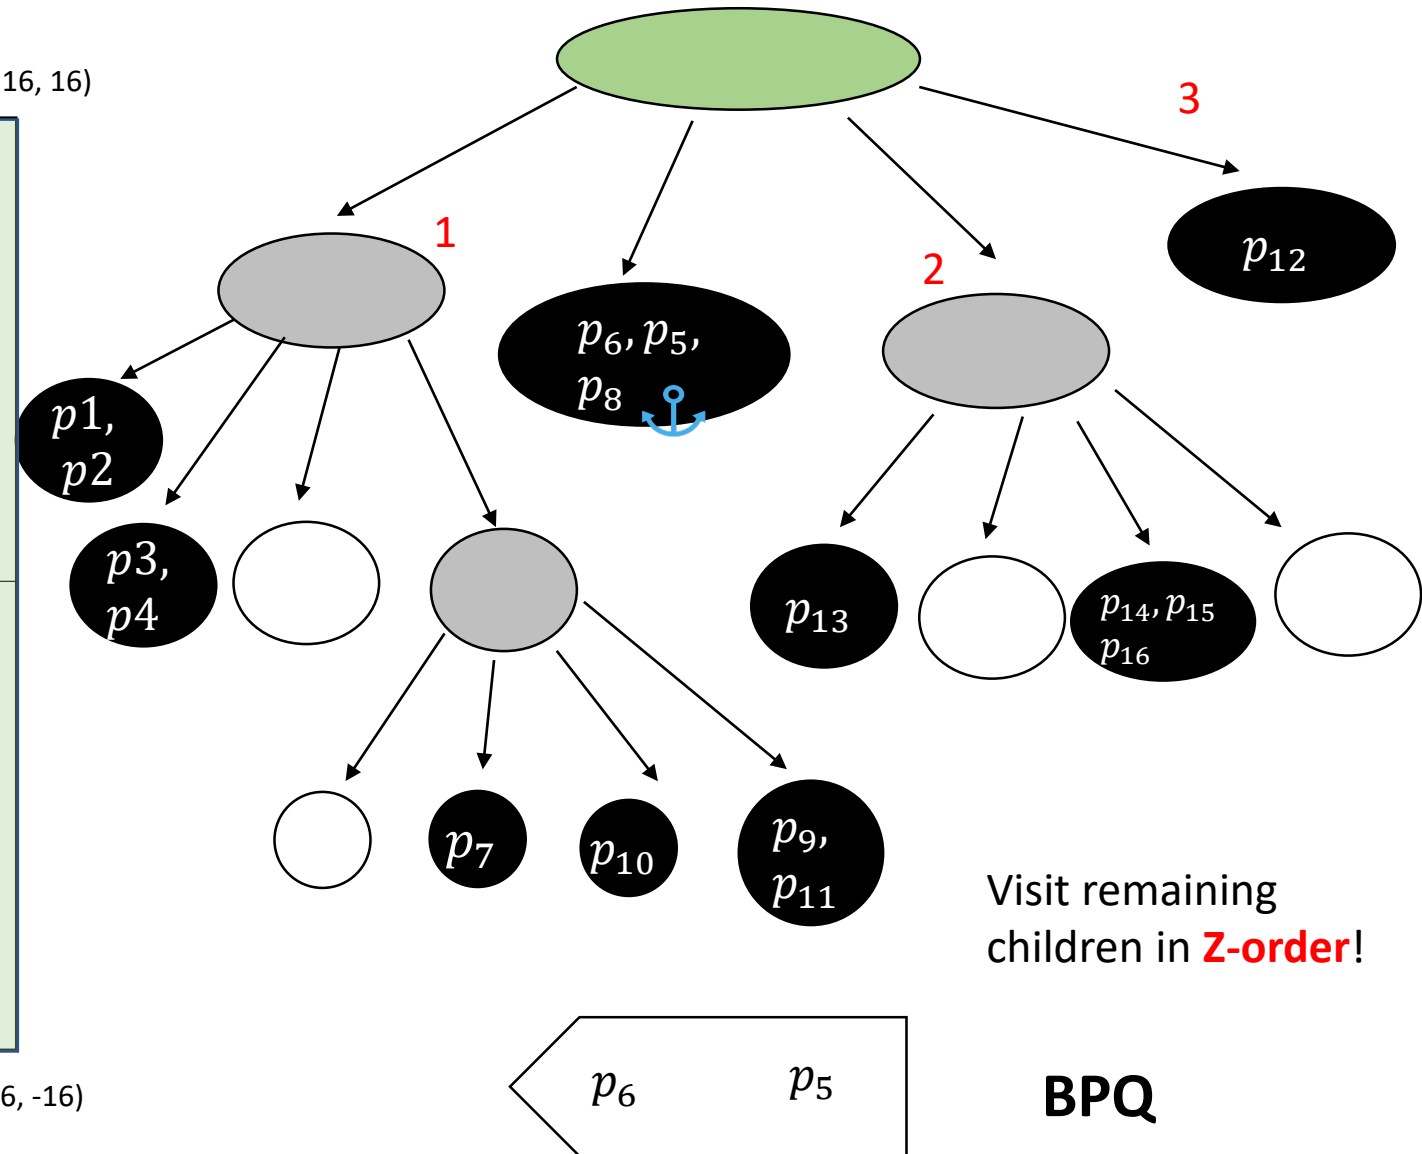 16, 16)
3
1
2
𝑝₁₂
𝑝₆, 𝑝₅,
𝑝₈
𝑝1,
𝑝2
𝑝3,
𝑝4
𝑝₁₃
𝑝₁₄, 𝑝₁₅
𝑝₁₆
𝑝₇
𝑝₁₀
𝑝₉,
𝑝₁₁
Visit remaining
children in Z-order!
𝑝₆ 𝑝₅
BPQ
6, -16)